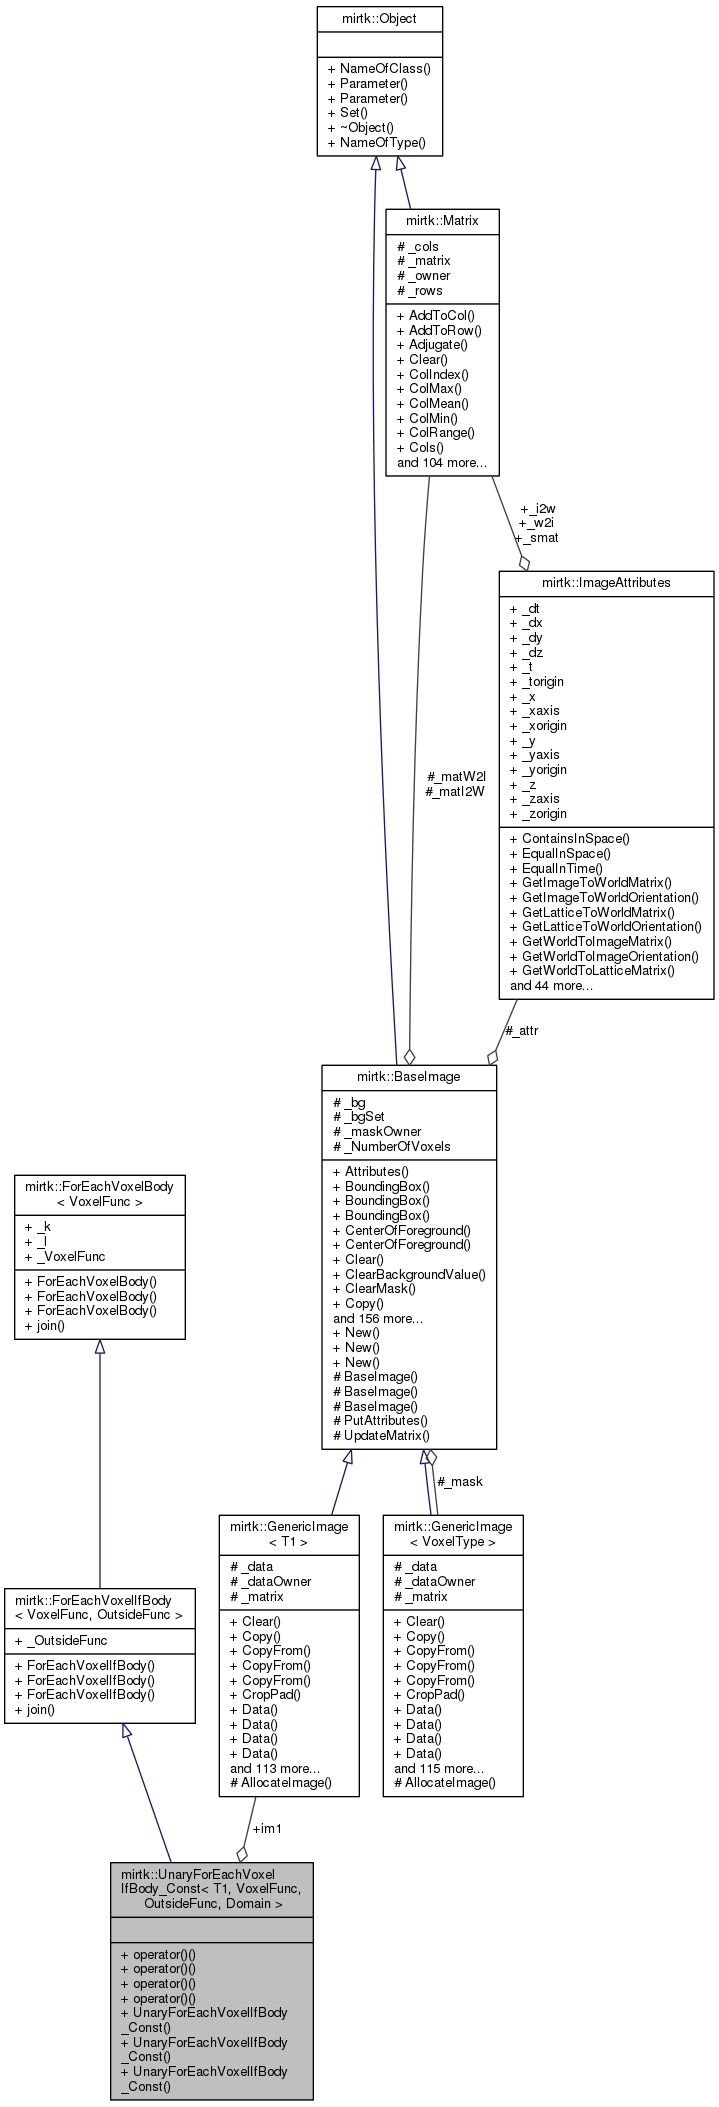 mirtk::Object
+ NameOfClass()
+ Parameter()
+ Parameter()
+ Set()
+ ~Object()
+ NameOfType()
mirtk::Matrix
# _cols
# _matrix
# _owner
# _rows
+ AddToCol()
+ AddToRow()
+ Adjugate()
+ Clear()
+ ColIndex()
+ ColMax()
+ ColMean()
+ ColMin()
+ ColRange()
+ Cols()
and 104 more...
+_i2w
+_w2i
+_smat
mirtk::ImageAttributes
+ _dt
+ _dx
+ _dy
+ _dz
+ _t
+ _torigin
+ _x
+ _xaxis
+ _xorigin
+ _y
+ _yaxis
+ _yorigin
+ _z
+ _zaxis
+ _zorigin
+ ContainsInSpace()
+ EqualInSpace()
+ EqualInTime()
+ GetImageToWorldMatrix()
+ GetImageToWorldOrientation()
+ GetLatticeToWorldMatrix()
+ GetLatticeToWorldOrientation()
+ GetWorldToImageMatrix()
+ GetWorldToImageOrientation()
+ GetWorldToLatticeMatrix()
and 44 more...
#_matW2I
#_matI2W
#_attr
mirtk::BaseImage
# _bg
# _bgSet
# _maskOwner
# _NumberOfVoxels
+ Attributes()
+ BoundingBox()
+ BoundingBox()
+ BoundingBox()
+ CenterOfForeground()
+ CenterOfForeground()
+ Clear()
+ ClearBackgroundValue()
+ ClearMask()
+ Copy()
and 156 more...
+ New()
+ New()
+ New()
# BaseImage()
# BaseImage()
# BaseImage()
# PutAttributes()
# UpdateMatrix()
mirtk::ForEachVoxelBody
< VoxelFunc >
+ _k
+ _l
+ _VoxelFunc
+ ForEachVoxelBody()
+ ForEachVoxelBody()
+ ForEachVoxelBody()
+ join()
#_mask
mirtk::GenericImage
< T1 >
# _data
# _dataOwner
# _matrix
+ Clear()
+ Copy()
+ CopyFrom()
+ CopyFrom()
+ CopyFrom()
+ CropPad()
+ Data()
+ Data()
+ Data()
+ Data()
and 113 more...
# AllocateImage()
mirtk::GenericImage
< VoxelType >
# _data
# _dataOwner
# _matrix
+ Clear()
+ Copy()
+ CopyFrom()
+ CopyFrom()
+ CopyFrom()
+ CropPad()
+ Data()
+ Data()
+ Data()
+ Data()
and 115 more...
# AllocateImage()
mirtk::ForEachVoxelIfBody
< VoxelFunc, OutsideFunc >
+ _OutsideFunc
+ ForEachVoxelIfBody()
+ ForEachVoxelIfBody()
+ ForEachVoxelIfBody()
+ join()
+im1
mirtk::UnaryForEachVoxel
IfBody_Const< T1, VoxelFunc,
OutsideFunc, Domain >
+ operator()()
+ operator()()
+ operator()()
+ operator()()
+ UnaryForEachVoxelIfBody
_Const()
+ UnaryForEachVoxelIfBody
_Const()
+ UnaryForEachVoxelIfBody
_Const()